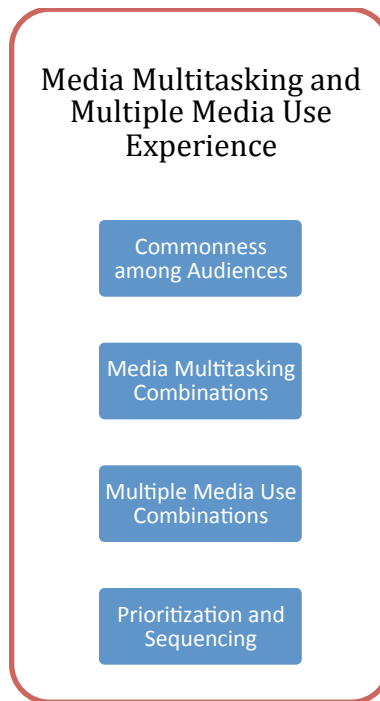 Media Multitasking and
Multiple Media Use
Experience
Commonness
among Audiences
Media Multitasking
Combinations
Multiple Media Use
Combinations
Prioritization and
Sequencing